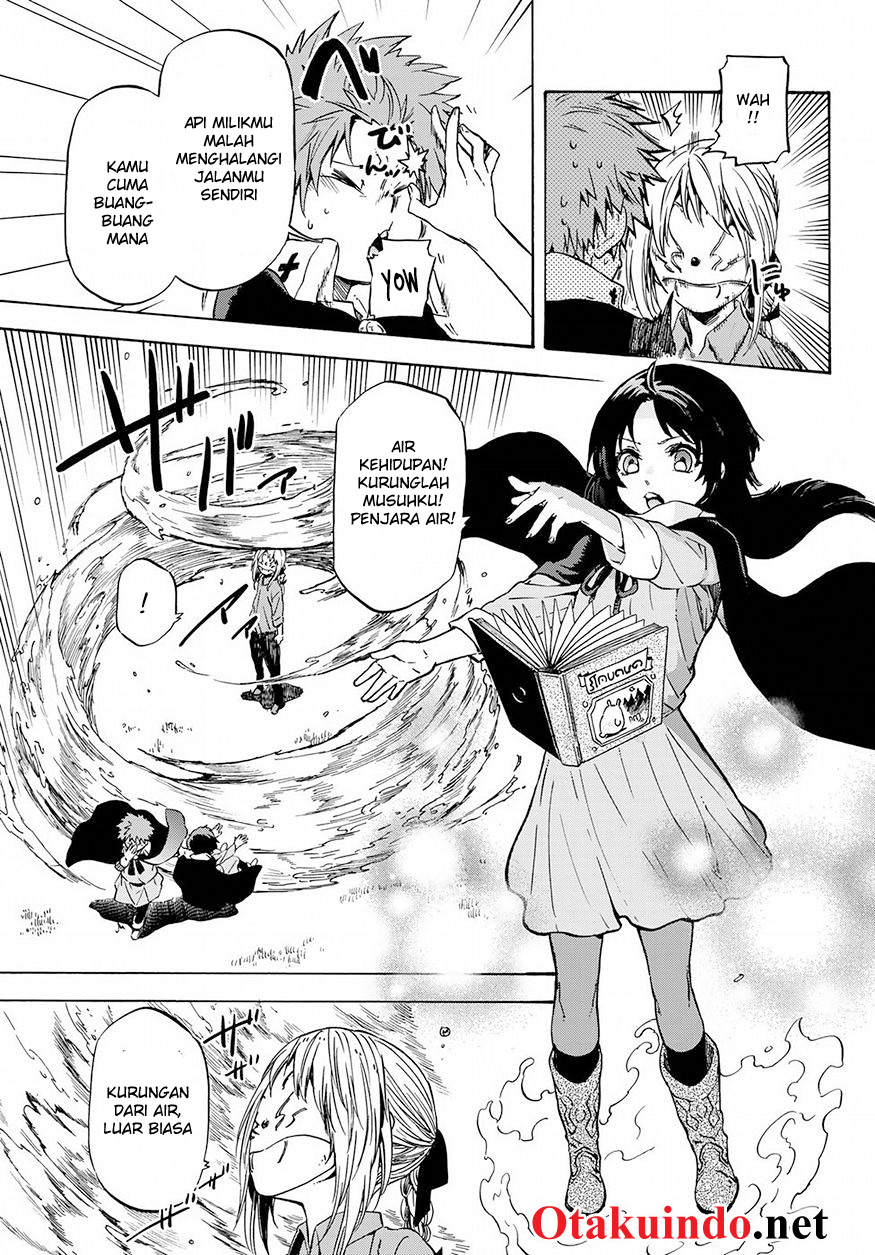 WAH
!!
API MILIKMU
MALAH
MENGHALANGI
JALANMU
SENDIRI
KAMU
CUMA
BUANG-
BUANG
MANA
YOW
AIR
KEHIDUPAN!
KURUNGLAH
MUSUHKU!
PENJARA AIR!
!
KURUNGAN
DARI AIR,
LUAR BIASA
Otakuindo.net